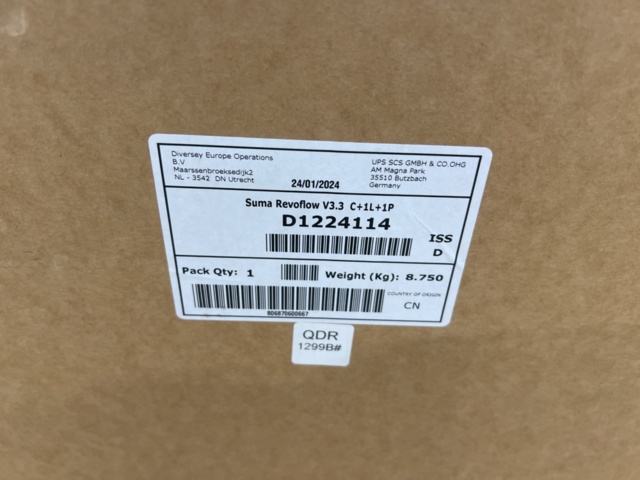 Diversey Europe Operations
B.V
Maarssenbroeksedijk2
NL - 3542 DN Utrecht
24/01/2024
UPS SCS GMBH & CO.OHG
AM Magna Park
35510 Butzbach
Germany
Suma Revoflow V3.3 C+1L+1P
D1224114
ISS
D
Pack Qty: 1
Weight (Kg): 8.750
COUNTRY OF ORIGIN
CN
806870600667
QDR
1299B#